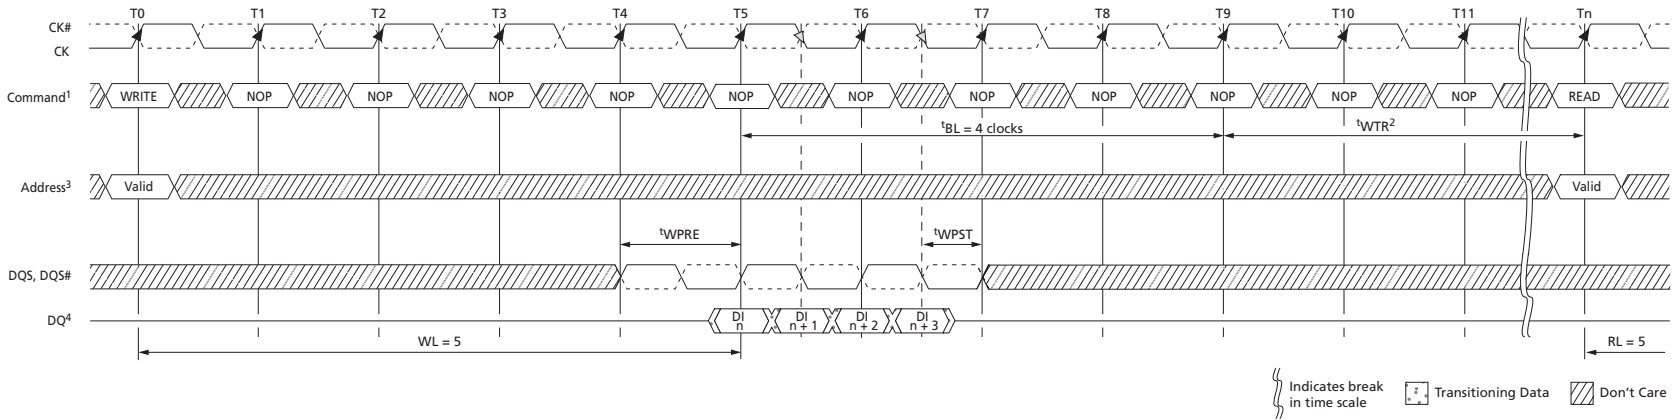 T0 T1 T2 T3 T4 T5 T6 T7 T8 T9 T10 T11 Tn
CK#
CK
Command1 WRITE NOP NOP NOP NOP NOP NOP NOP NOP NOP NOP NOP READ
tBL = 4 clocks tWTR2
Address3 Valid Valid
tWPRE tWPST
DQS, DQS#
DQ4 DI n DI n + 1 DI n + 2 DI n + 3
WL = 5 RL = 5
Indicates break
in time scale
Transitioning Data
Don't Care